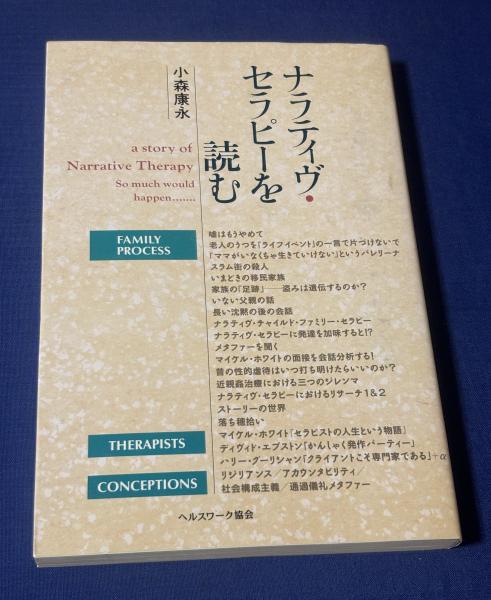 ナラティヴ・
セラピーを
読む
小森康永
a story of
Narrative Therapy
So much would
happen.......
FAMILY
PROCESS
嘘はもうやめて
老人のうつを「ライフイベント」の一言で片づけないで
「ママがいなくちゃ生きていけない」というバレリーナ
スラム街の殺人
いまどきの移民家族
家族の「足跡」——盗みは遺伝するのか?
いない父親の話
長い沈黙の後の会話
ナラティヴ・チャイルド・ファミリー・セラピー
ナラティヴ・セラピーに発達を加味すると!?
メタファーを聞く
マイケル・ホワイトの面接を会話分析する!
昔の性的虐待はいつ打ち明けたらいいのか?
近親姦治療における三つのジレンマ
ナラティヴ・セラピーにおけるリサーチ1&2
ストーリーの世界
落ち穂拾い
THERAPISTS
マイケル・ホワイト「セラピストの人生という物語」
デイヴィド・エプストン「かんしゃく発作パーティー」
ハリー・グーリシャン「クライアントこそ専門家である」+α
CONCEPTIONS
リジリアンス/アカウンタビリティ/
社会構成主義/通過儀礼メタファー
ヘルスワーク協会